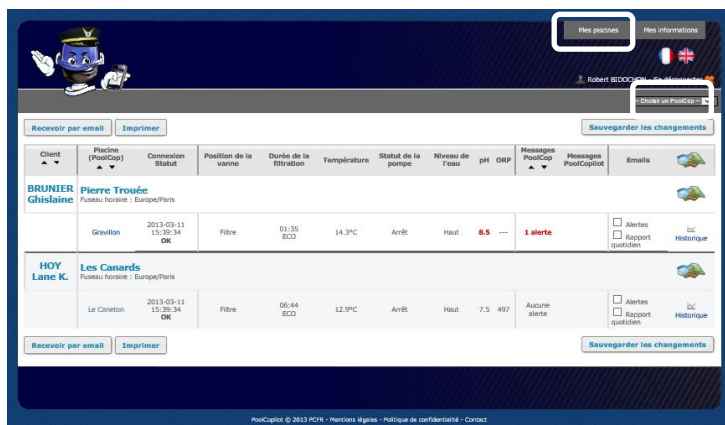 Mes piscines Mes informations
Robert BIDOCHON - Se déconnecter
-- Choisir un PoolCop --
Recevoir par email Imprimer Sauvegarder les changements
Client Piscine (PoolCop) Connexion Statut Position de la vanne Durée de la filtration Température Statut de la pompe Niveau de l'eau pH ORP Messages PoolCop Messages PoolCopilot Emails
BRUNIER Ghislaine Pierre Trouée
Fuseau horaire : Europe/Paris
Gravillon 2013-03-11 15:39:34 OK Filtre 01:35 ECO 14.3°C Arrêt Haut 8.5 --- 1 alerte Alertes Rapport quotidien Historique
HOY Lane K. Les Canards
Fuseau horaire : Europe/Paris
Le Caneton 2013-03-11 15:39:34 OK Filtre 06:44 ECO 12.9°C Arrêt Haut 7.5 497 Aucune alerte Alertes Rapport quotidien Historique
Recevoir par email Imprimer Sauvegarder les changements
PoolCopilot © 2013 PCFR - Mentions légales - Politique de confidentialité - Contact